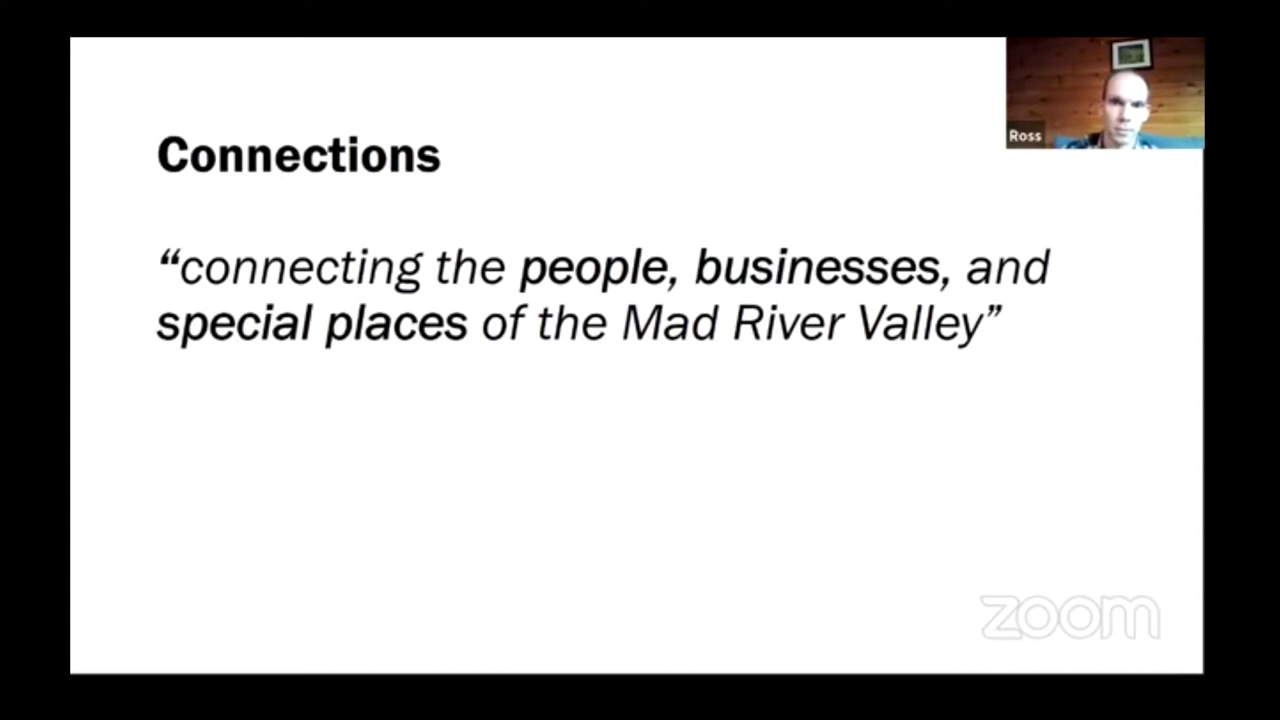 Connections
“connecting the people, businesses, and
special places of the Mad River Valley”
Ross
zoom